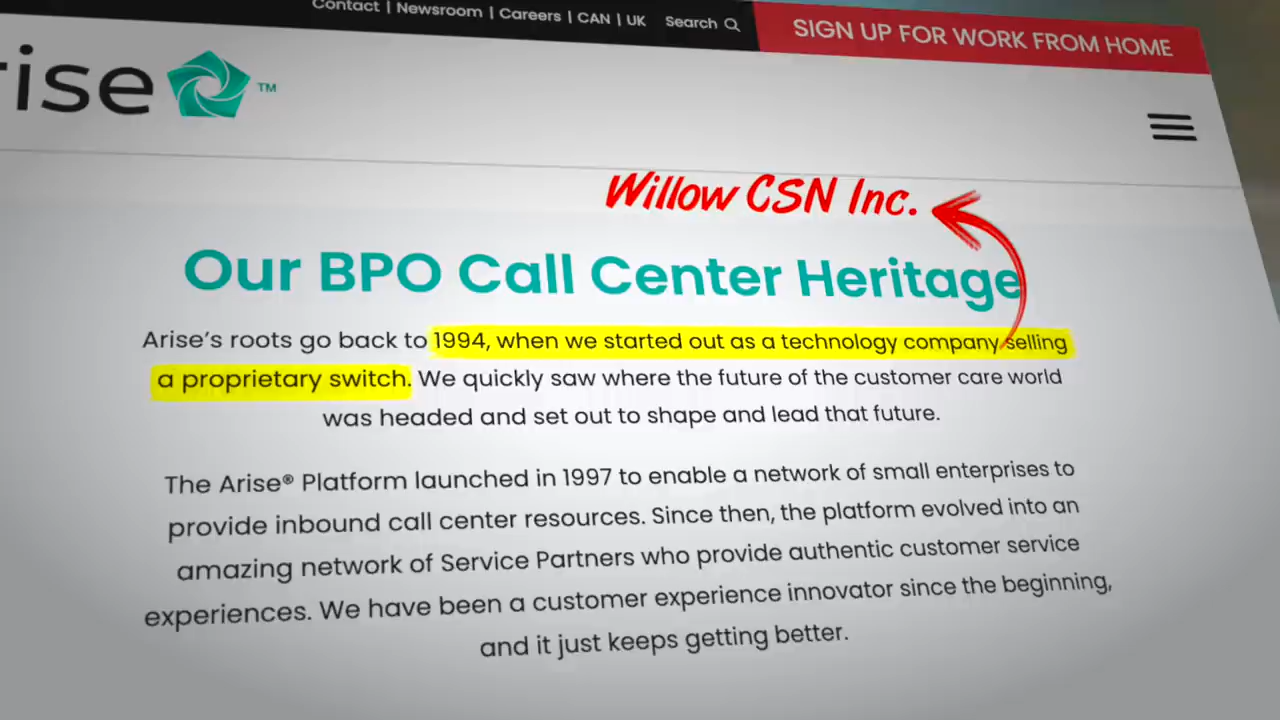 Contact | Newsroom | Careers | CAN | UK Search
SIGN UP FOR WORK FROM HOME
rise ™
Willow CSN Inc.
Our BPO Call Center Heritage
Arise's roots go back to 1994, when we started out as a technology company selling
a proprietary switch. We quickly saw where the future of the customer care world
was headed and set out to shape and lead that future.
The Arise® Platform launched in 1997 to enable a network of small enterprises to
provide inbound call center resources. Since then, the platform evolved into an
amazing network of Service Partners who provide authentic customer service
experiences. We have been a customer experience innovator since the beginning,
and it just keeps getting better.